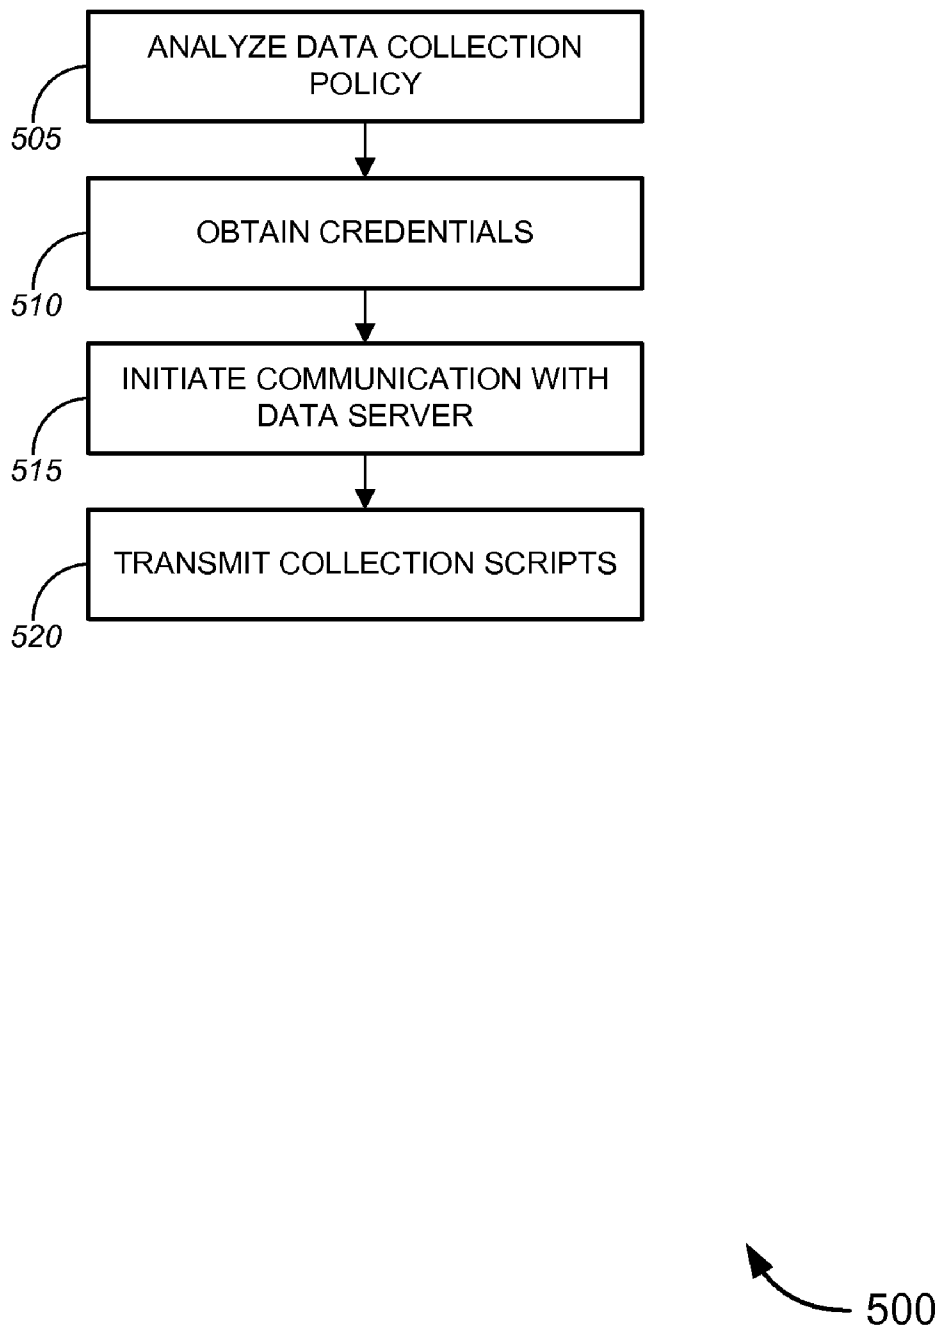 ANALYZE DATA COLLECTION
POLICY
505
OBTAIN CREDENTIALS
510
INITIATE COMMUNICATION WITH
DATA SERVER
515
TRANSMIT COLLECTION SCRIPTS
520
500